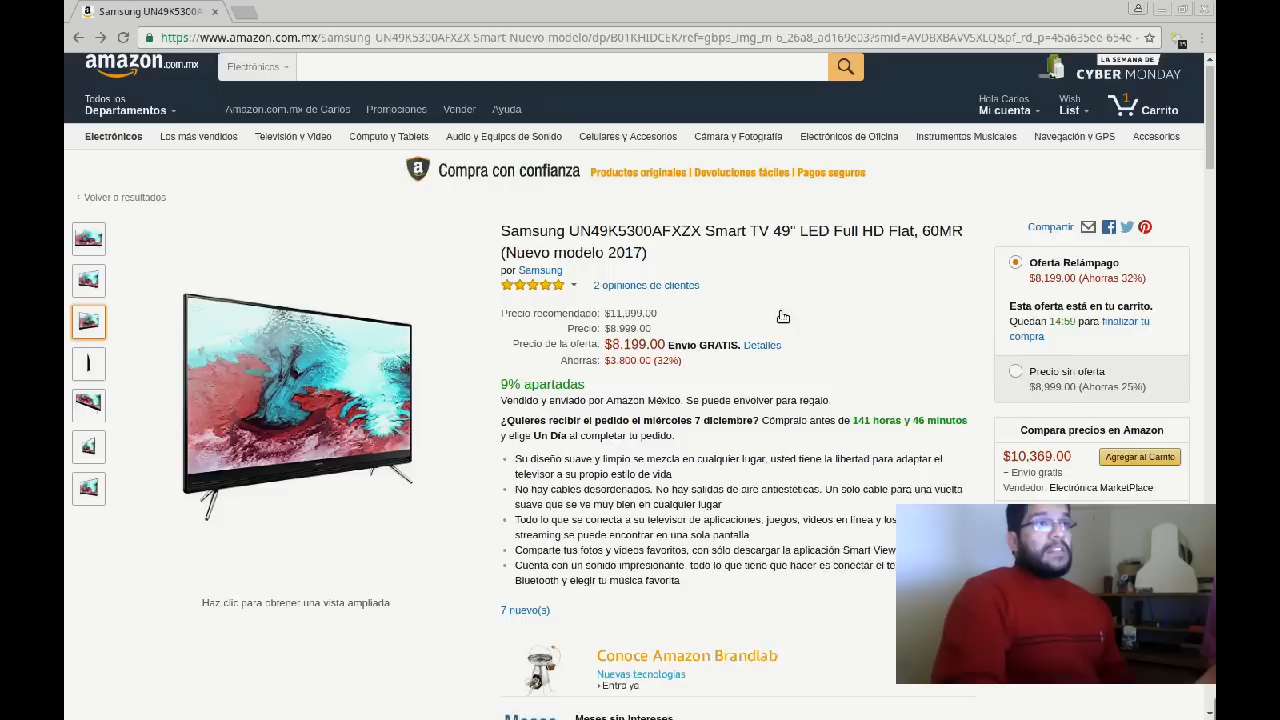 Samsung UN49K5300A
https://www.amazon.com.mx/Samsung-UN49K5300AFXZX-Smart-Nuevo-modelo/dp/B01KHIDCEK/
amazon.com.mx
Electrónicos
LA SEMANA DE
CYBER MONDAY
Todos los
Departamentos
Amazon.com.mx de Carlos Promociones Vender Ayuda
Hola Carlos
Mi cuenta
Wish
List
1
Carrito
Electrónicos Los más vendidos Televisión y Video Cómputo y Tablets Audio y Equipos de Sonido Celulares y Accesorios Cámara y Fotografía Electrónicos de Oficina Instrumentos Musicales Navegación y GPS Accesorios
Compra con confianza Productos originales | Devoluciones fáciles | Pagos seguros
‹ Volver a resultados
Samsung UN49K5300AFXZX Smart TV 49" LED Full HD Flat, 60MR
(Nuevo modelo 2017)
por Samsung
2 opiniones de clientes
Precio recomendado: $11,999.00
Precio: $8,999.00
Precio de la oferta: $8,199.00 Envío GRATIS. Detalles
Ahorras: $3,800.00 (32%)
9% apartadas
Vendido y enviado por Amazon México. Se puede envolver para regalo.
¿Quieres recibir el pedido el miércoles 7 diciembre? Cómpralo antes de 141 horas y 46 minutos
y elige Un Día al completar tu pedido.
Su diseño suave y limpio se mezcla en cualquier lugar, usted tiene la libertad para adaptar el
televisor a su propio estilo de vida
No hay cables desordenados. No hay salidas de aire antiestéticas. Un solo cable para una vuelta
suave que se ve muy bien en cualquier lugar
Todo lo que se conecta a su televisor de aplicaciones, juegos, videos en línea y los
streaming se puede encontrar en una sola pantalla
Comparte tus fotos y videos favoritos, con sólo descargar la aplicación Smart View
Cuenta con un sonido impresionante, todo lo que tiene que hacer es conectar el te
Bluetooth y elegir tu música favorita
7 nuevo(s)
Haz clic para obtener una vista ampliada
Conoce Amazon Brandlab
Nuevas tecnologías
› Entra ya
Meses sin Intereses
Compartir
Oferta Relámpago
$8,199.00 (Ahorras 32%)
Esta oferta está en tu carrito.
Quedan 14:59 para finalizar tu
compra
Precio sin oferta
$8,999.00 (Ahorras 25%)
Compara precios en Amazon
$10,369.00 Agregar al Carrito
+ Envío gratis
Vendedor: Electrónica MarketPlace